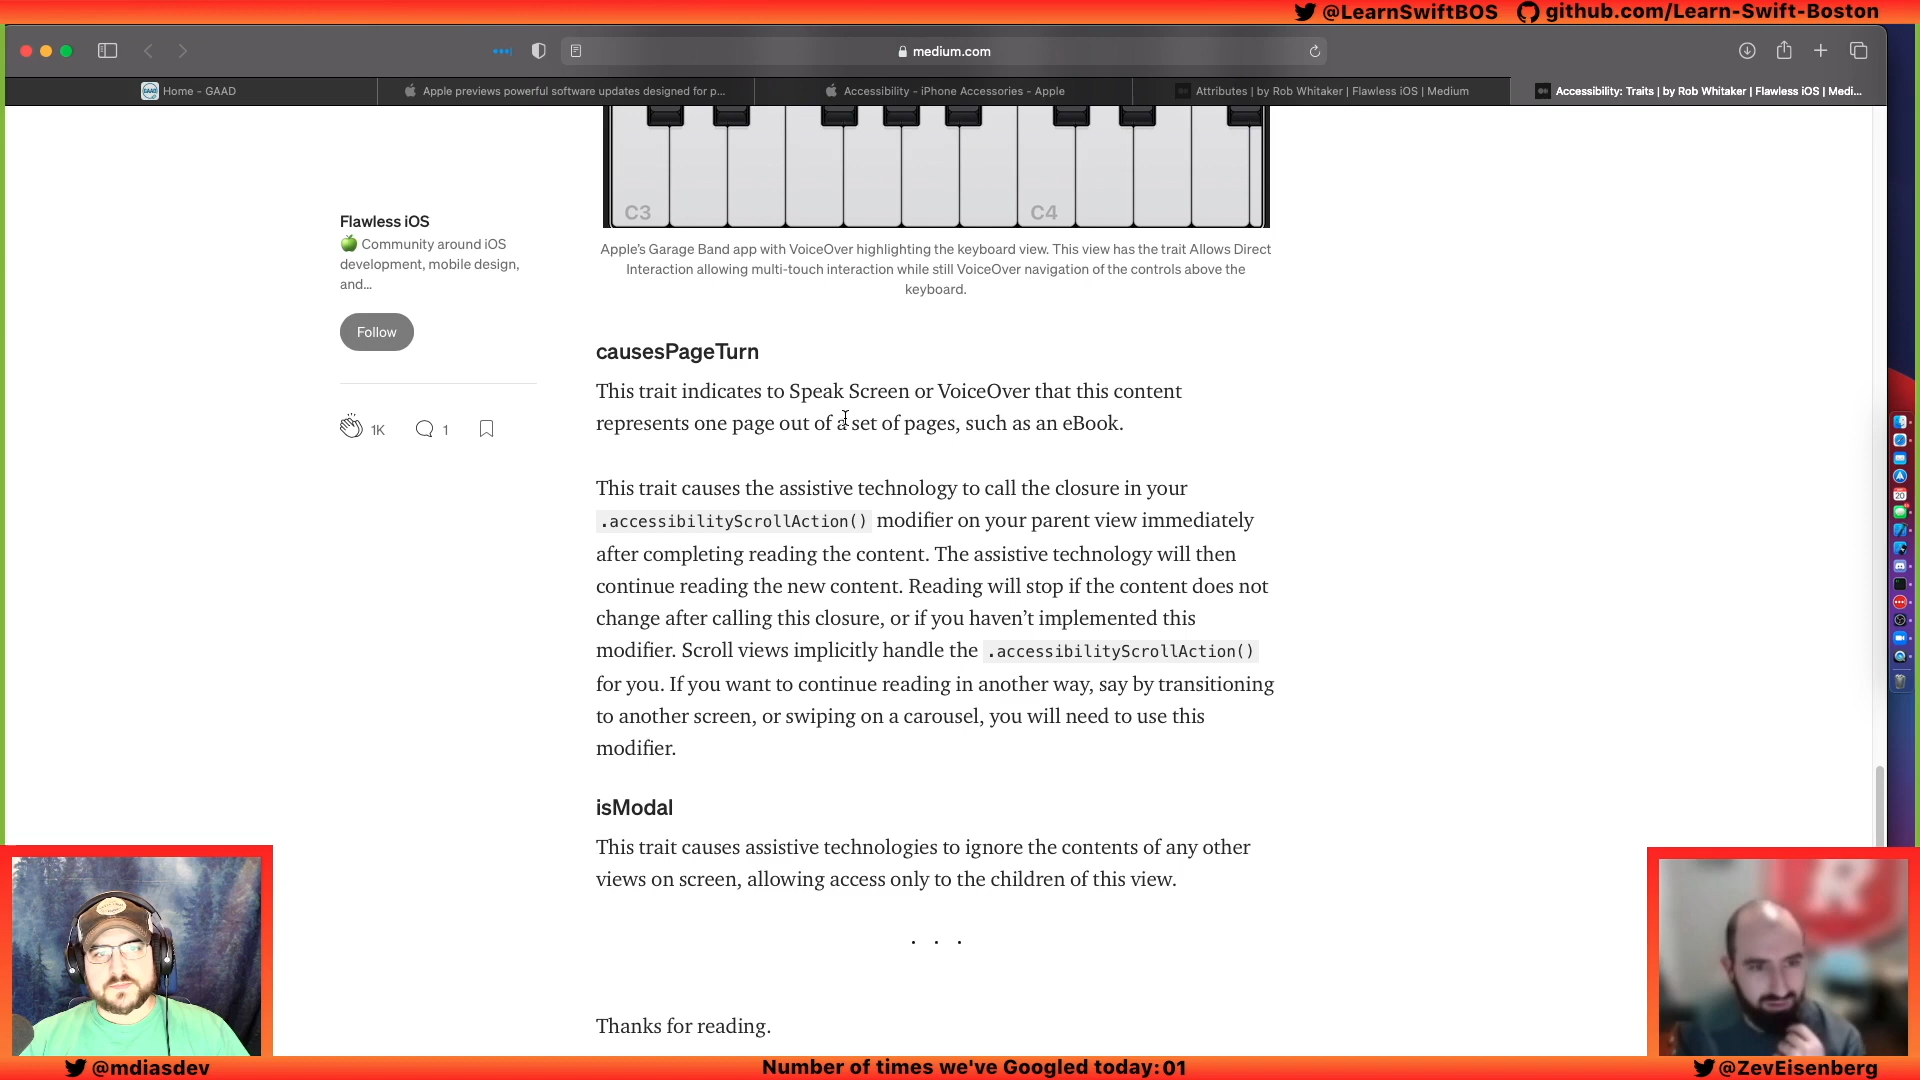 @LearnSwiftBOS github.com/Learn-Swift-Boston
medium.com
Home - GAAD
Apple previews powerful software updates designed for p...
Accessibility - iPhone Accessories - Apple
Attributes | by Rob Whitaker | Flawless iOS | Medium
Accessibility: Traits | by Rob Whitaker | Flawless iOS | Medi...
C3
C4
Flawless iOS
Community around iOS
development, mobile design,
and...
Follow
1K
1
Apple's Garage Band app with VoiceOver highlighting the keyboard view. This view has the trait Allows Direct
Interaction allowing multi-touch interaction while still VoiceOver navigation of the controls above the
keyboard.
causesPageTurn
This trait indicates to Speak Screen or VoiceOver that this content
represents one page out of a set of pages, such as an eBook.
This trait causes the assistive technology to call the closure in your
.accessibilityScrollAction() modifier on your parent view immediately
after completing reading the content. The assistive technology will then
continue reading the new content. Reading will stop if the content does not
change after calling this closure, or if you haven’t implemented this
modifier. Scroll views implicitly handle the .accessibilityScrollAction()
for you. If you want to continue reading in another way, say by transitioning
to another screen, or swiping on a carousel, you will need to use this
modifier.
isModal
This trait causes assistive technologies to ignore the contents of any other
views on screen, allowing access only to the children of this view.
. . .
Thanks for reading.
20
R
@mdiasdev
Number of times we've Googled today: 01
@ZevEisenberg